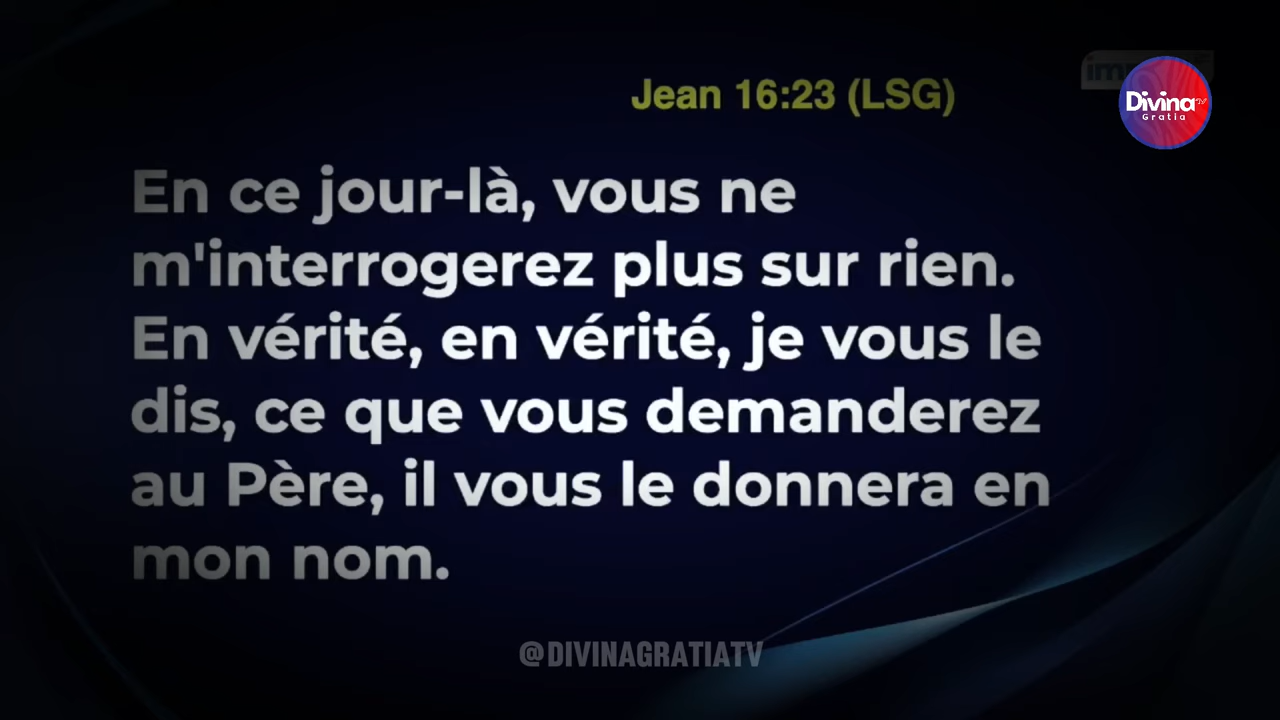 Jean 16:23 (LSG)
Divina TV
Gratia
En ce jour-là, vous ne
m'interrogerez plus sur rien.
En vérité, en vérité, je vous le
dis, ce que vous demanderez
au Père, il vous le donnera en
mon nom.
@DIVINAGRATIATV